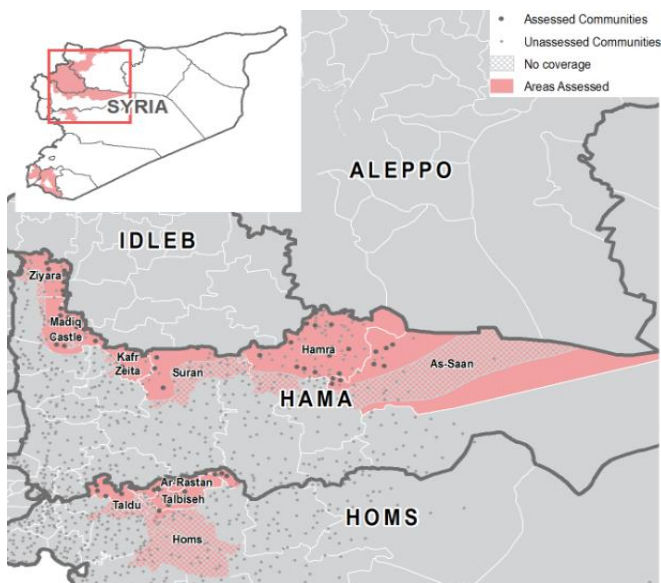 Assessed Communities
Unassessed Communities
No coverage
Areas Assessed
SYRIA
ALEPPO
IDLEB
Ziyara
Madiq
Castle
Kafr
Zeita
Suran
Hamra
As-Saan
HAMA
Ar-Rastan
Taldu
Talbiseh
Homs
HOMS